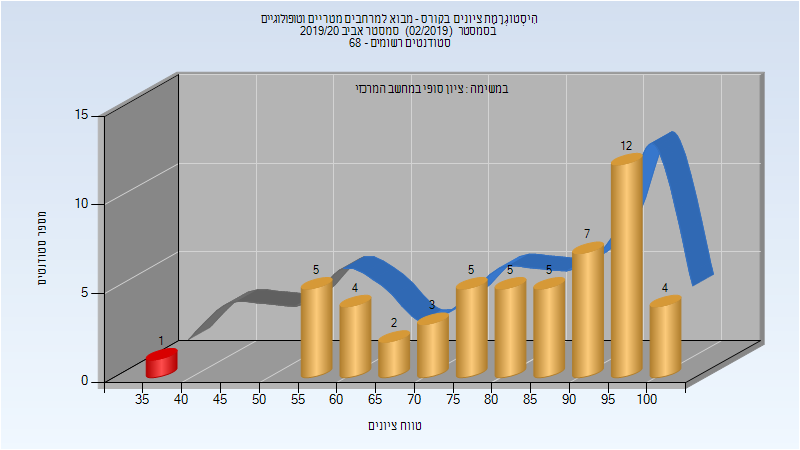 הִיסְטוֹגְרָמַת ציונים בקורס - מבוא למרחבים מטריים וטופולוגיים
בסמסטר (02/2019) סמסטר אביב 2019/20
סטודנטים רשומים - 68
במשימה : ציון סופי במחשב המרכזי
מספר סטודנטים
15
10
5
0
1
5
4
2
3
5
5
5
7
12
4
35 40 45 50 55 60 65 70 75 80 85 90 95 100
טווח ציונים